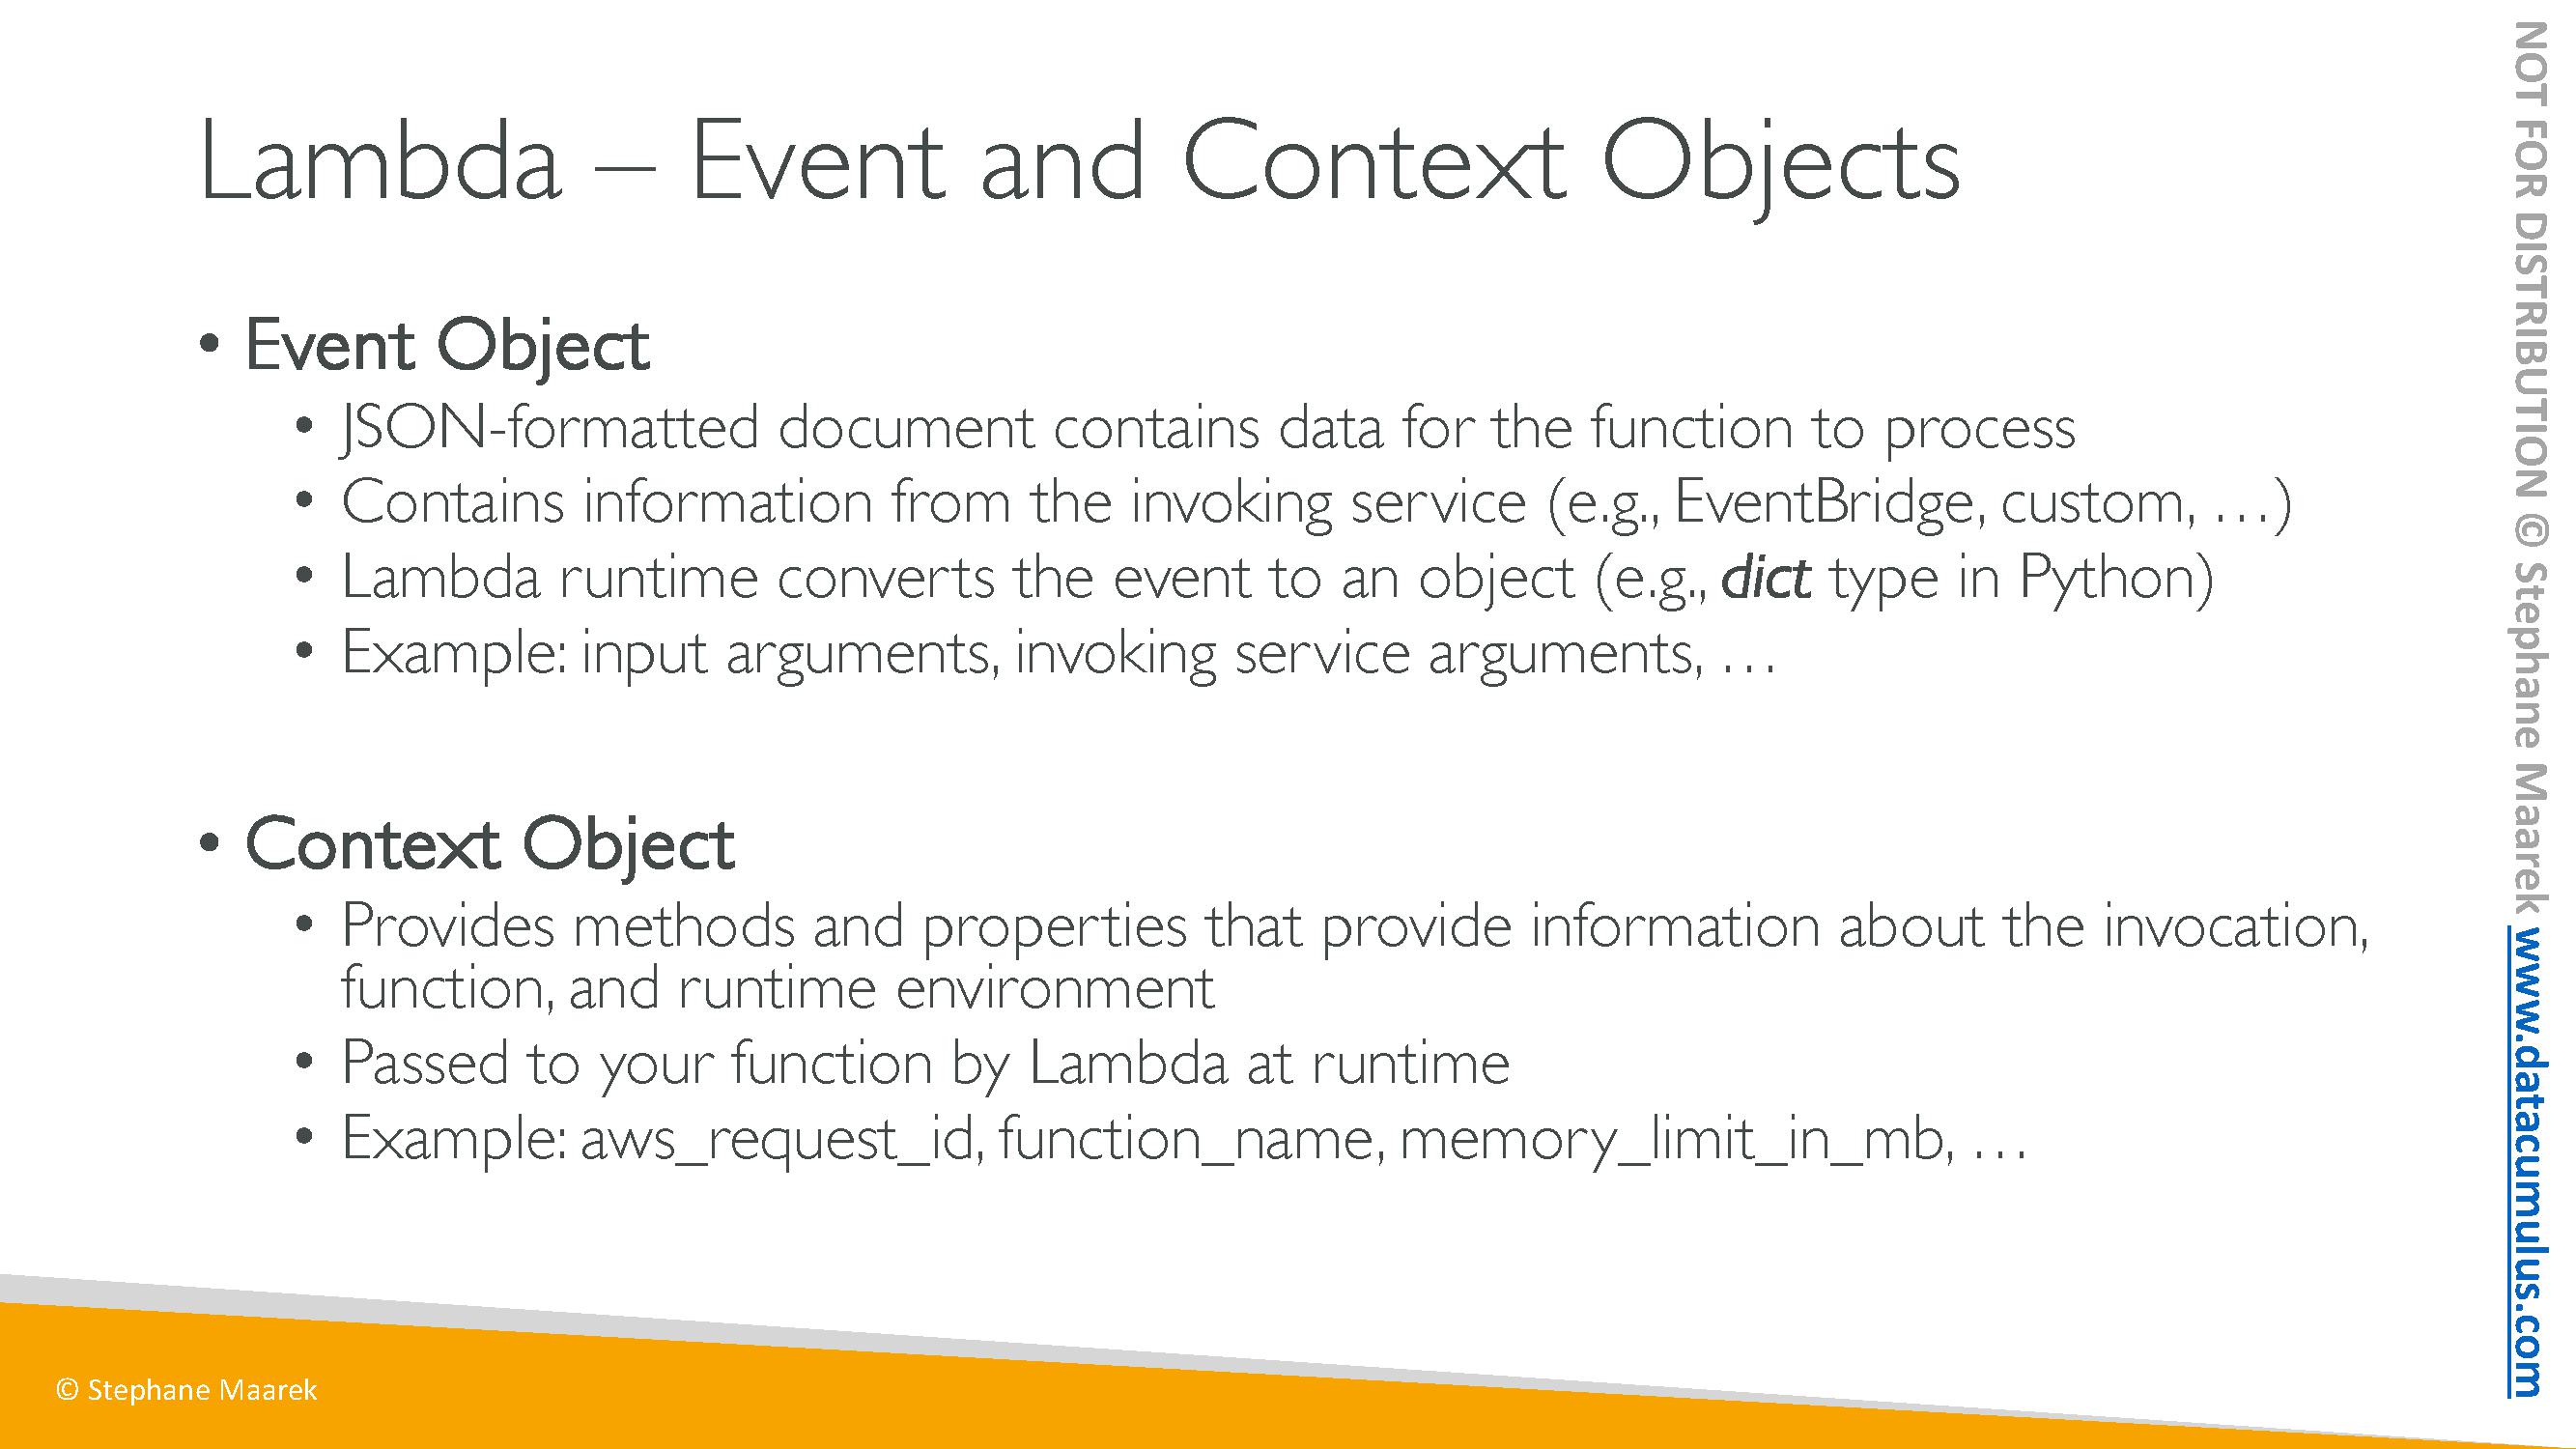 Lambda – Event and Context Objects
• Event Object
• JSON-formatted document contains data for the function to process
• Contains information from the invoking service (e.g., EventBridge, custom, …)
• Lambda runtime converts the event to an object (e.g., dict type in Python)
• Example: input arguments, invoking service arguments, …
• Context Object
• Provides methods and properties that provide information about the invocation,
function, and runtime environment
• Passed to your function by Lambda at runtime
• Example: aws_request_id, function_name, memory_limit_in_mb, …
© Stephane Maarek
NOT FOR DISTRIBUTION © Stephane Maarek www.datacumulus.com